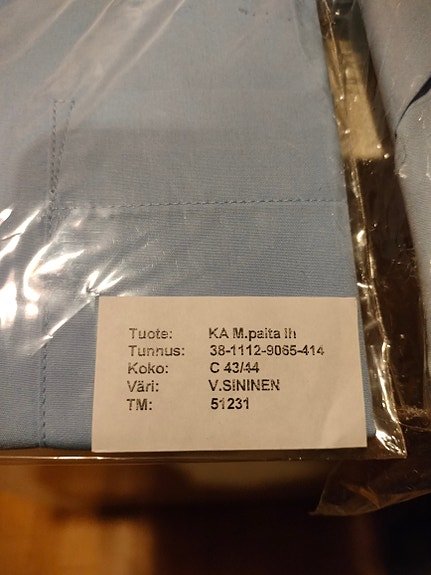 Tuote: KA M.paita lh
Tunnus: 38-1112-9065-414
Koko: C 43/44
Väri: V.SININEN
TM: 51231